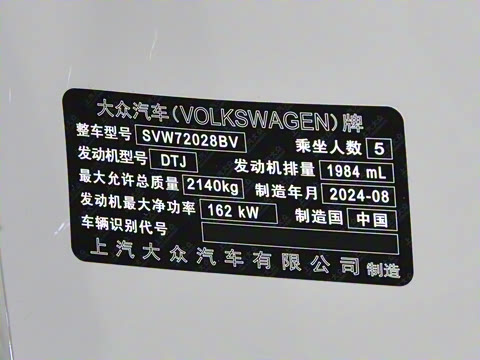 大众汽车(VOLKSWAGEN)牌
整车型号 SVW72028BV 乘坐人数 5
发动机型号 DTJ 发动机排量 1984 mL
最大允许总质量 2140kg 制造年月 2024-08
发动机最大净功率 162 kW 制造国 中国
车辆识别代号
上汽大众汽车有限公司 制造